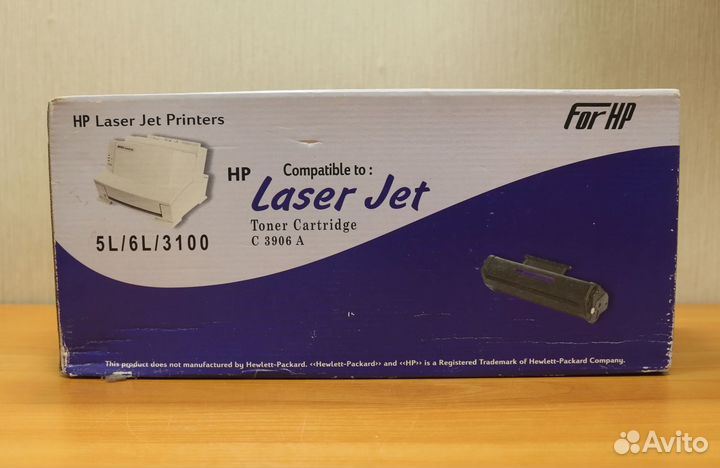 HP Laser Jet Printers
For HP
HP Compatible to :
Laser Jet
Toner Cartridge
C 3906 A
5L/6L/3100
This product does not manufactured by Hewlett-Packard. ‹‹Hewlett-Packard›› and ‹‹HP›› is a Registered Trademark of Hewlett-Packard Company.
Avito